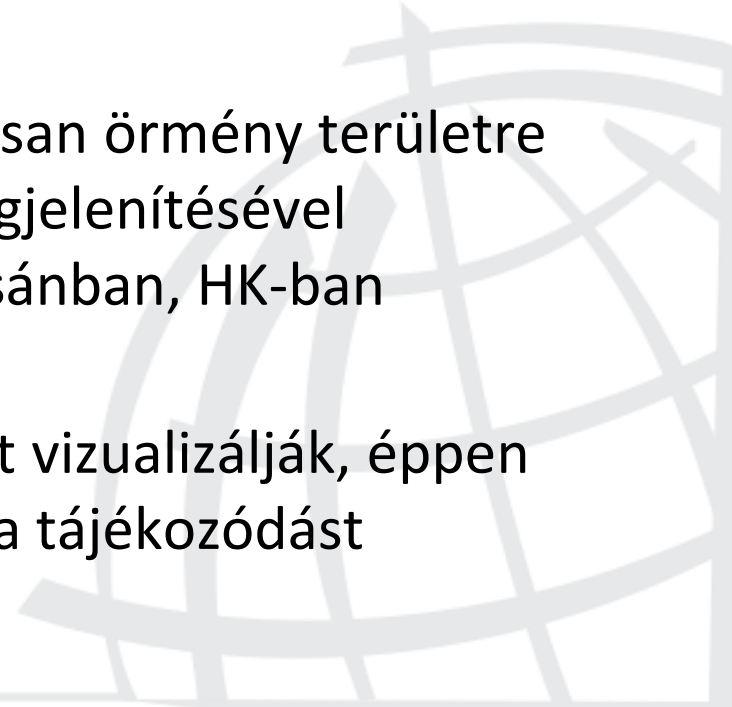 san örmény területre
gjelenítésével
sánban, HK-ban
t vizualizálják, éppen
a tájékozódást